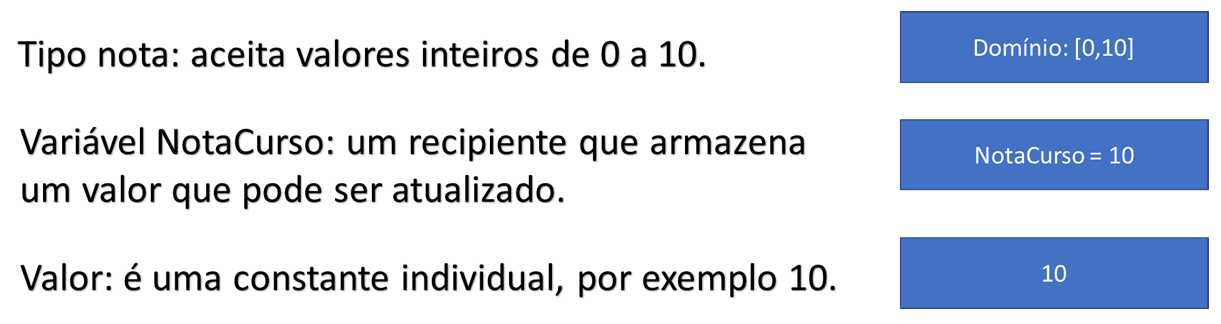 Tipo nota: aceita valores inteiros de 0 a 10.
Domínio: [0,10]
Variável NotaCurso: um recipiente que armazena
um valor que pode ser atualizado.
NotaCurso = 10
Valor: é uma constante individual, por exemplo 10.
10